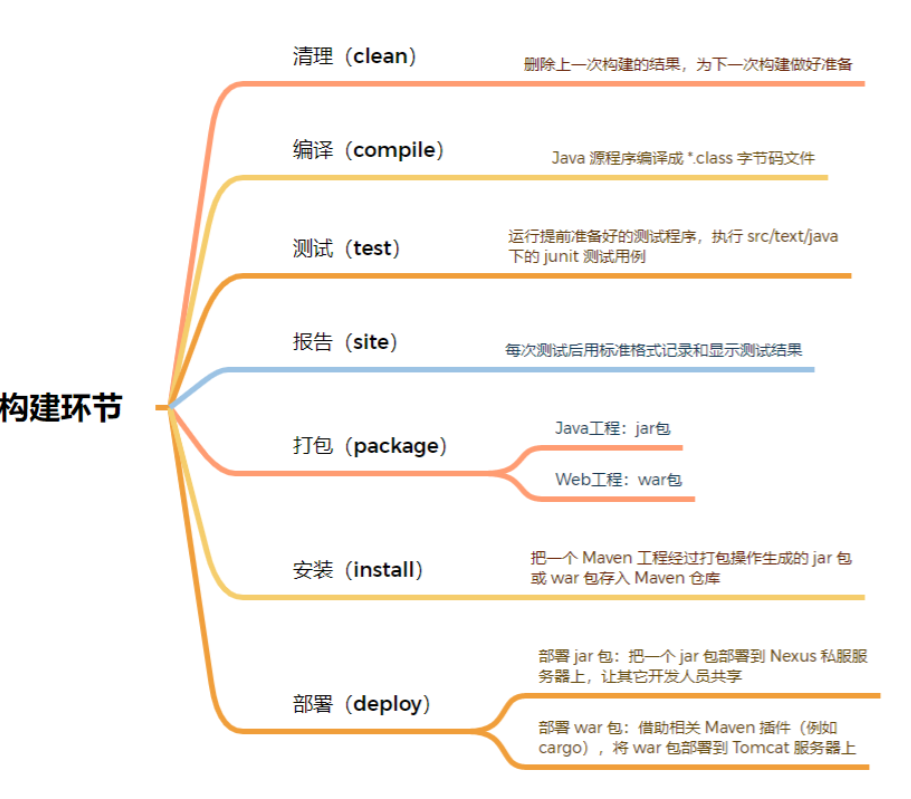 清理（clean）
删除上一次构建的结果，为下一次构建做好准备
编译（compile）
Java 源程序编译成 *.class 字节码文件
测试（test）
运行提前准备好的测试程序，执行 src/text/java
下的 junit 测试用例
报告（site）
每次测试后用标准格式记录和显示测试结果
构建环节
打包（package）
Java工程：jar包
Web工程：war包
安装（install）
把一个 Maven 工程经过打包操作生成的 jar 包
或 war 包存入 Maven 仓库
部署（deploy）
部署 jar 包：把一个 jar 包部署到 Nexus 私服服
务器上，让其它开发人员共享
部署 war 包：借助相关 Maven 插件（例如
cargo），将 war 包部署到 Tomcat 服务器上